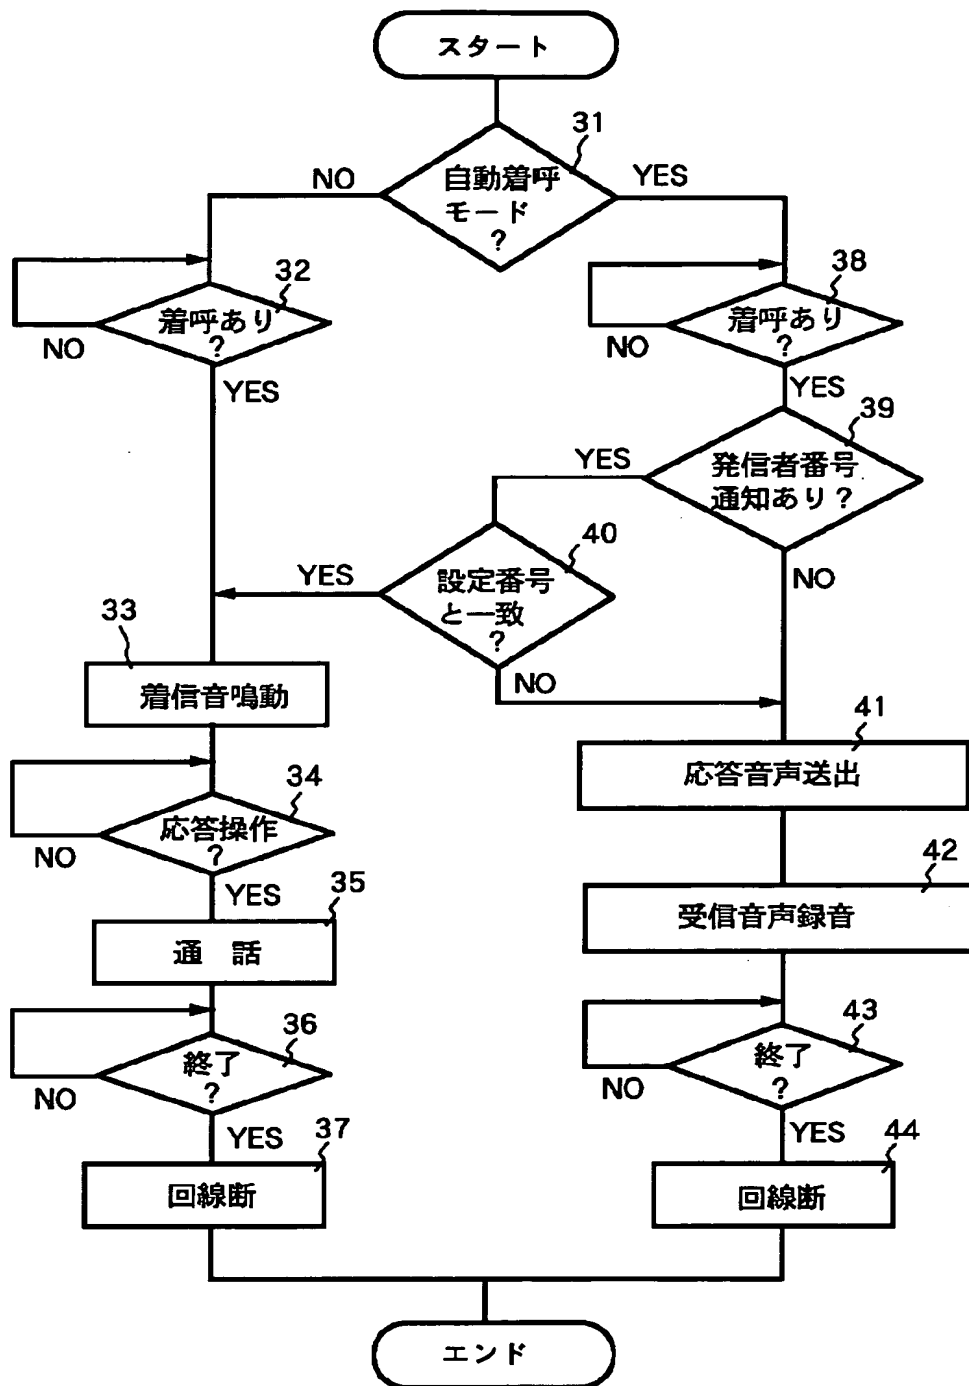 スタート
31
自動着呼
モード
?
NO
YES
32
着呼あり
?
NO
YES
38
着呼あり
?
NO
YES
39
発信者番号
通知あり?
YES
NO
40
設定番号
と一致
?
YES
NO
33
着信音鳴動
34
応答操作
?
NO
YES
35
通 話
36
終了
?
NO
YES
37
回線断
41
応答音声送出
42
受信音声録音
43
終了
?
NO
YES
44
回線断
エンド